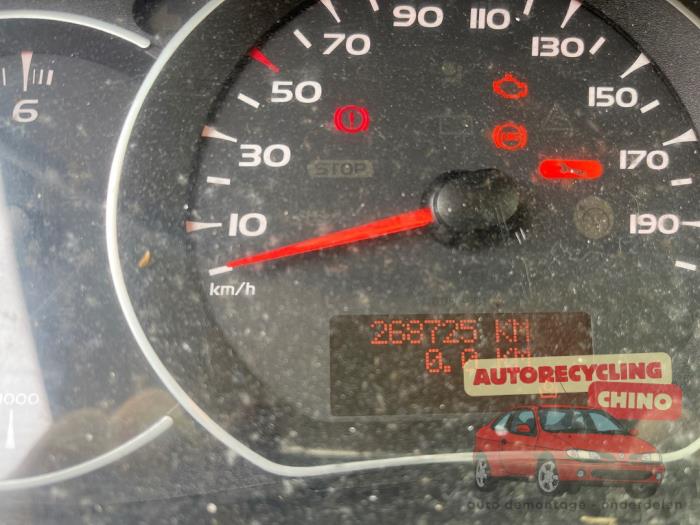 90 110
70 130
50 150
6
30 170
STOP
10 190
km/h
268725 KM
0.0 KM
AUTORECYCLING
CHINO
1000
auto demontage - onderdelen